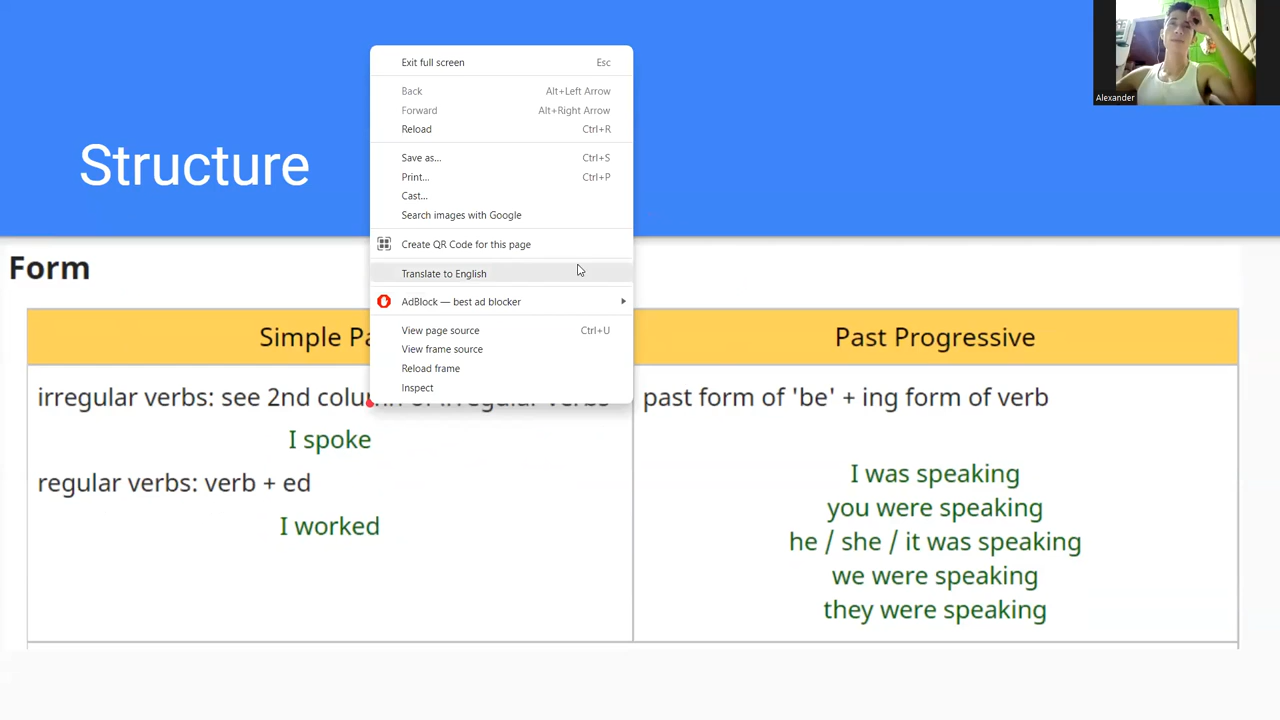 Alexander
Structure
Exit full screen Esc
Back Alt+Left Arrow
Forward Alt+Right Arrow
Reload Ctrl+R
Save as... Ctrl+S
Print... Ctrl+P
Cast...
Search images with Google
Create QR Code for this page
Translate to English
AdBlock — best ad blocker
View page source Ctrl+U
View frame source
Reload frame
Inspect
Form
Simple Pa
Past Progressive
irregular verbs: see 2nd column of irregular verbs
I spoke
regular verbs: verb + ed
I worked
past form of 'be' + ing form of verb
I was speaking
you were speaking
he / she / it was speaking
we were speaking
they were speaking